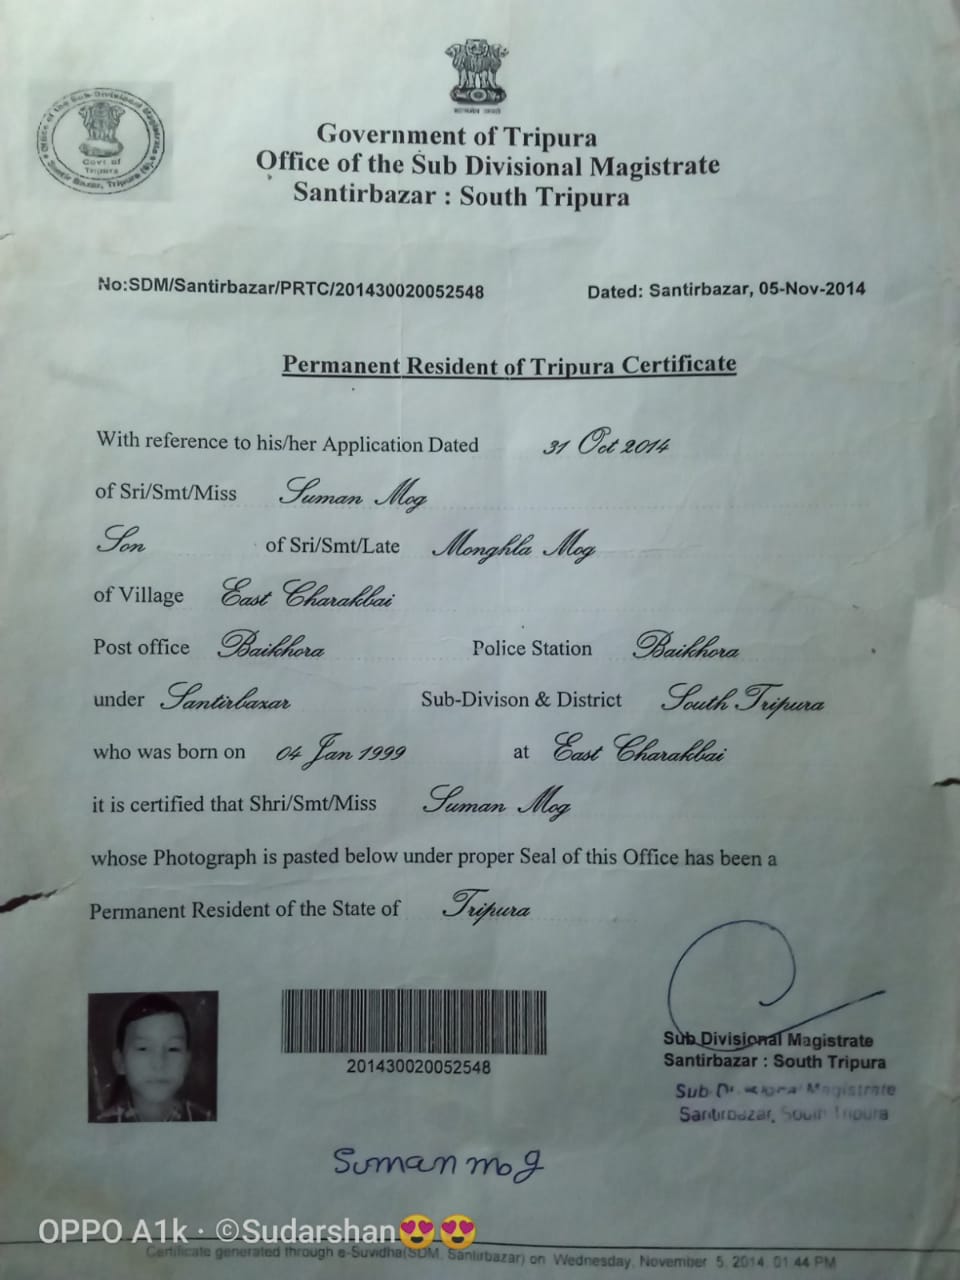 Office of the Sub-Divisional Magistrate
Govt. of
Tripura
Santir Bazar, Tripura
Government of Tripura
Office of the Sub Divisional Magistrate
Santirbazar : South Tripura
No:SDM/Santirbazar/PRTC/201430020052548 Dated: Santirbazar, 05-Nov-2014
Permanent Resident of Tripura Certificate
With reference to his/her Application Dated 31 Oct 2014
of Sri/Smt/Miss Suman Mog
Son of Sri/Smt/Late Monghla Mog
of Village East Charakbai
Post office Baikhora Police Station Baikhora
under Santirbazar Sub-Divison & District South Tripura
who was born on 04 Jan 1999 at East Charakbai
it is certified that Shri/Smt/Miss Suman Mog
whose Photograph is pasted below under proper Seal of this Office has been a
Permanent Resident of the State of Tripura
201430020052548
Sub Divisional Magistrate
Santirbazar : South Tripura
Sub Divisional Magistrate
Santirbazar, South Tripura
Suman mog
OPPO A1k · ©Sudarshan😍😍
Certificate generated through e-Suvidha(SDM, Santirbazar) on Wednesday, November 5, 2014, 01:44 PM